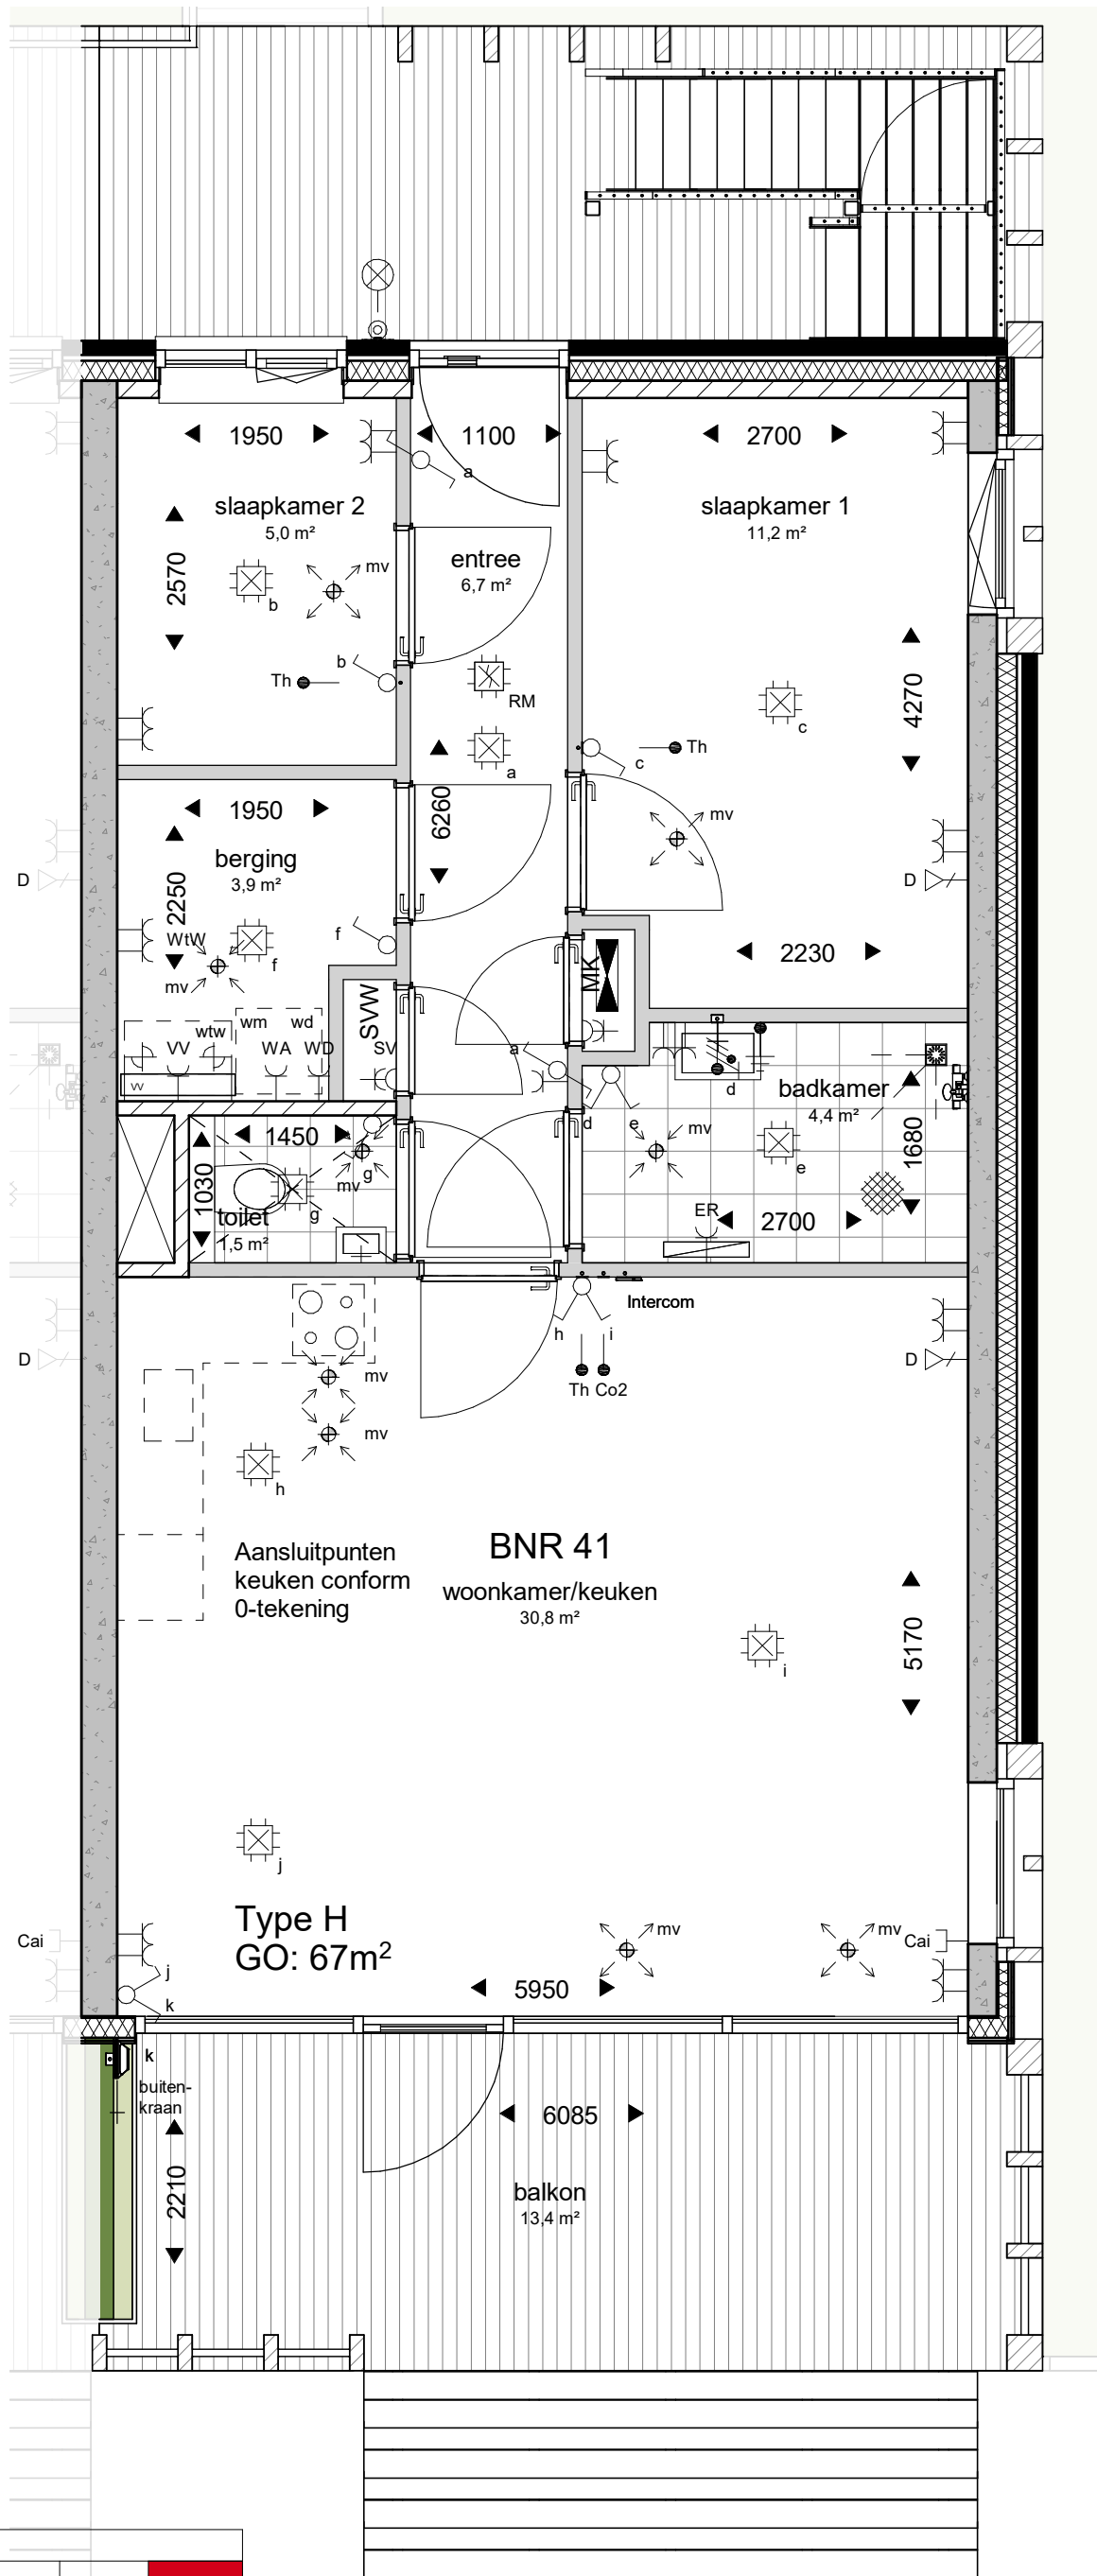 1950
1100
2700
a
slaapkamer 2
5,0 m²
slaapkamer 1
11,2 m²
entree
6,7 m²
2570
mv
b
b
Th
RM
4270
c
Th
c
a
1950
6260
mv
berging
3,9 m²
D
D
2250
WtW
f
f
mv
2230
MK
SVW
wtw
wm
wd
VV
WA
WD
SV
vv
a
d
badkamer
4,4 m²
d
e
mv
e
1680
1450
1030
mv
g
g
toilet
1,5 m²
ER
2700
Intercom
h
i
D
D
Th
Co2
mv
mv
h
BNR 41
Aansluitpunten
keuken conform
0-tekening
woonkamer/keuken
30,8 m²
5170
i
j
Type H
GO: 67m²
mv
mv
Cai
Cai
j
k
5950
k
buiten-
kraan
6085
2210
balkon
13,4 m²